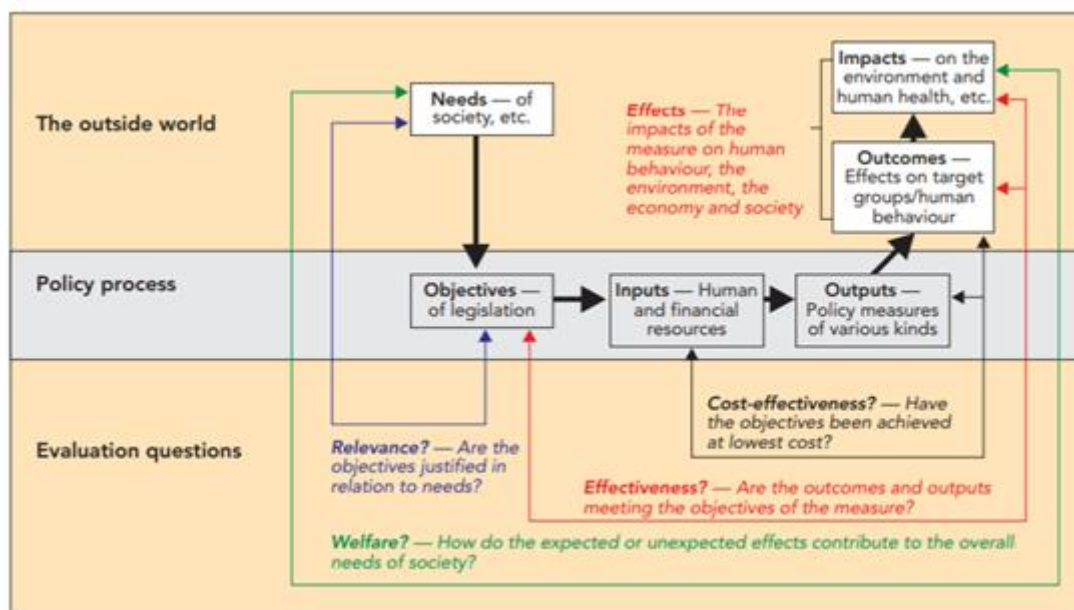 The outside world
Needs — of
society, etc.
Effects — The
impacts of the
measure on human
behaviour, the
environment, the
economy and society
Impacts — on the
environment and
human health, etc.
Outcomes —
Effects on target
groups/human
behaviour
Policy process
Objectives —
of legislation
Inputs — Human
and financial
resources
Outputs —
Policy measures
of various kinds
Evaluation questions
Relevance? — Are the
objectives justified in
relation to needs?
Cost-effectiveness? — Have
the objectives been achieved
at lowest cost?
Effectiveness? — Are the outcomes and outputs
meeting the objectives of the measure?
Welfare? — How do the expected or unexpected effects contribute to the overall
needs of society?